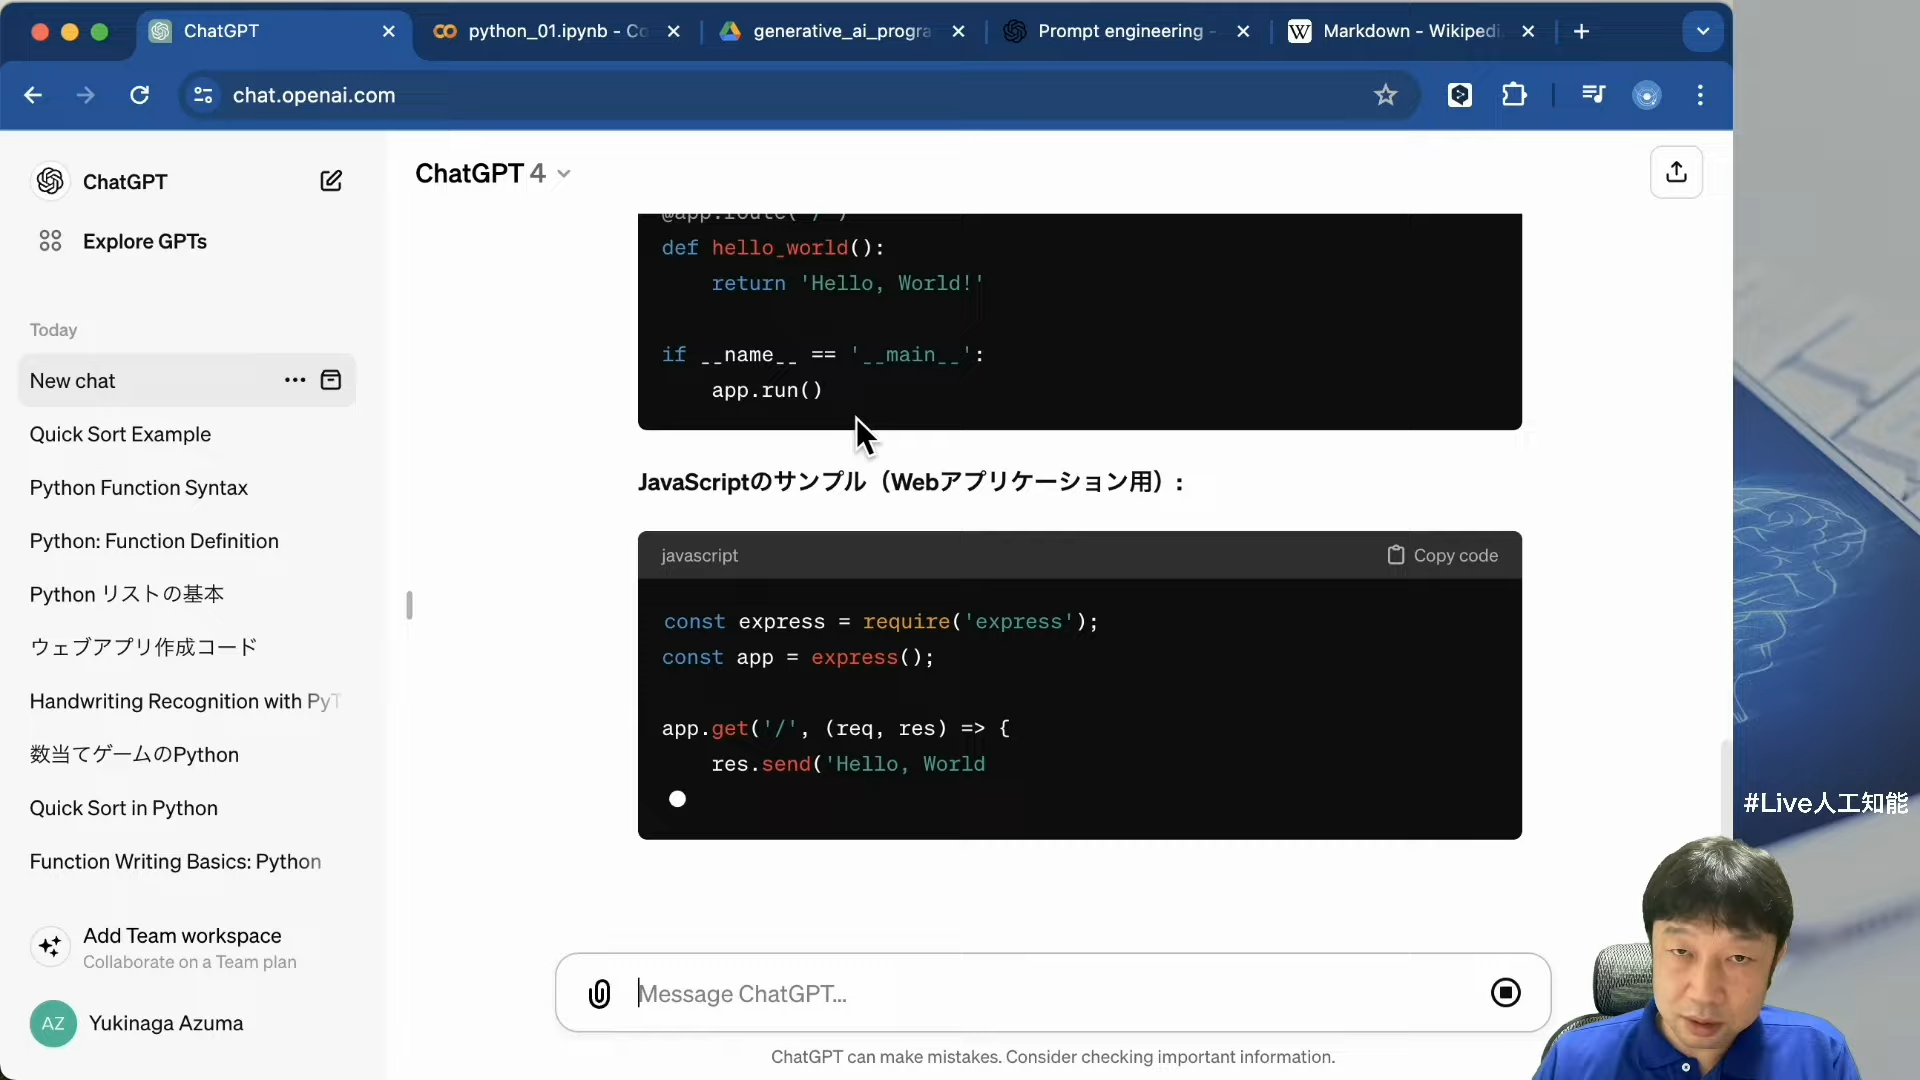 ChatGPT
python_01.ipynb - Co
generative_ai_progra
Prompt engineering -
Markdown - Wikipedi
chat.openai.com
ChatGPT
Explore GPTs
Today
New chat
Quick Sort Example
Python Function Syntax
Python: Function Definition
Python リストの基本
ウェブアプリ作成コード
Handwriting Recognition with PyT
数当てゲームのPython
Quick Sort in Python
Function Writing Basics: Python
Add Team workspace
Collaborate on a Team plan
AZ
Yukinaga Azuma
ChatGPT 4
@app.route('/')
def hello_world():
    return 'Hello, World!'
if __name__ == '__main__':
    app.run()
JavaScriptのサンプル（Webアプリケーション用）:
javascript
Copy code
const express = require('express');
const app = express();
app.get('/', (req, res) => {
    res.send('Hello, World
Message ChatGPT...
ChatGPT can make mistakes. Consider checking important information.
#Live人工知能